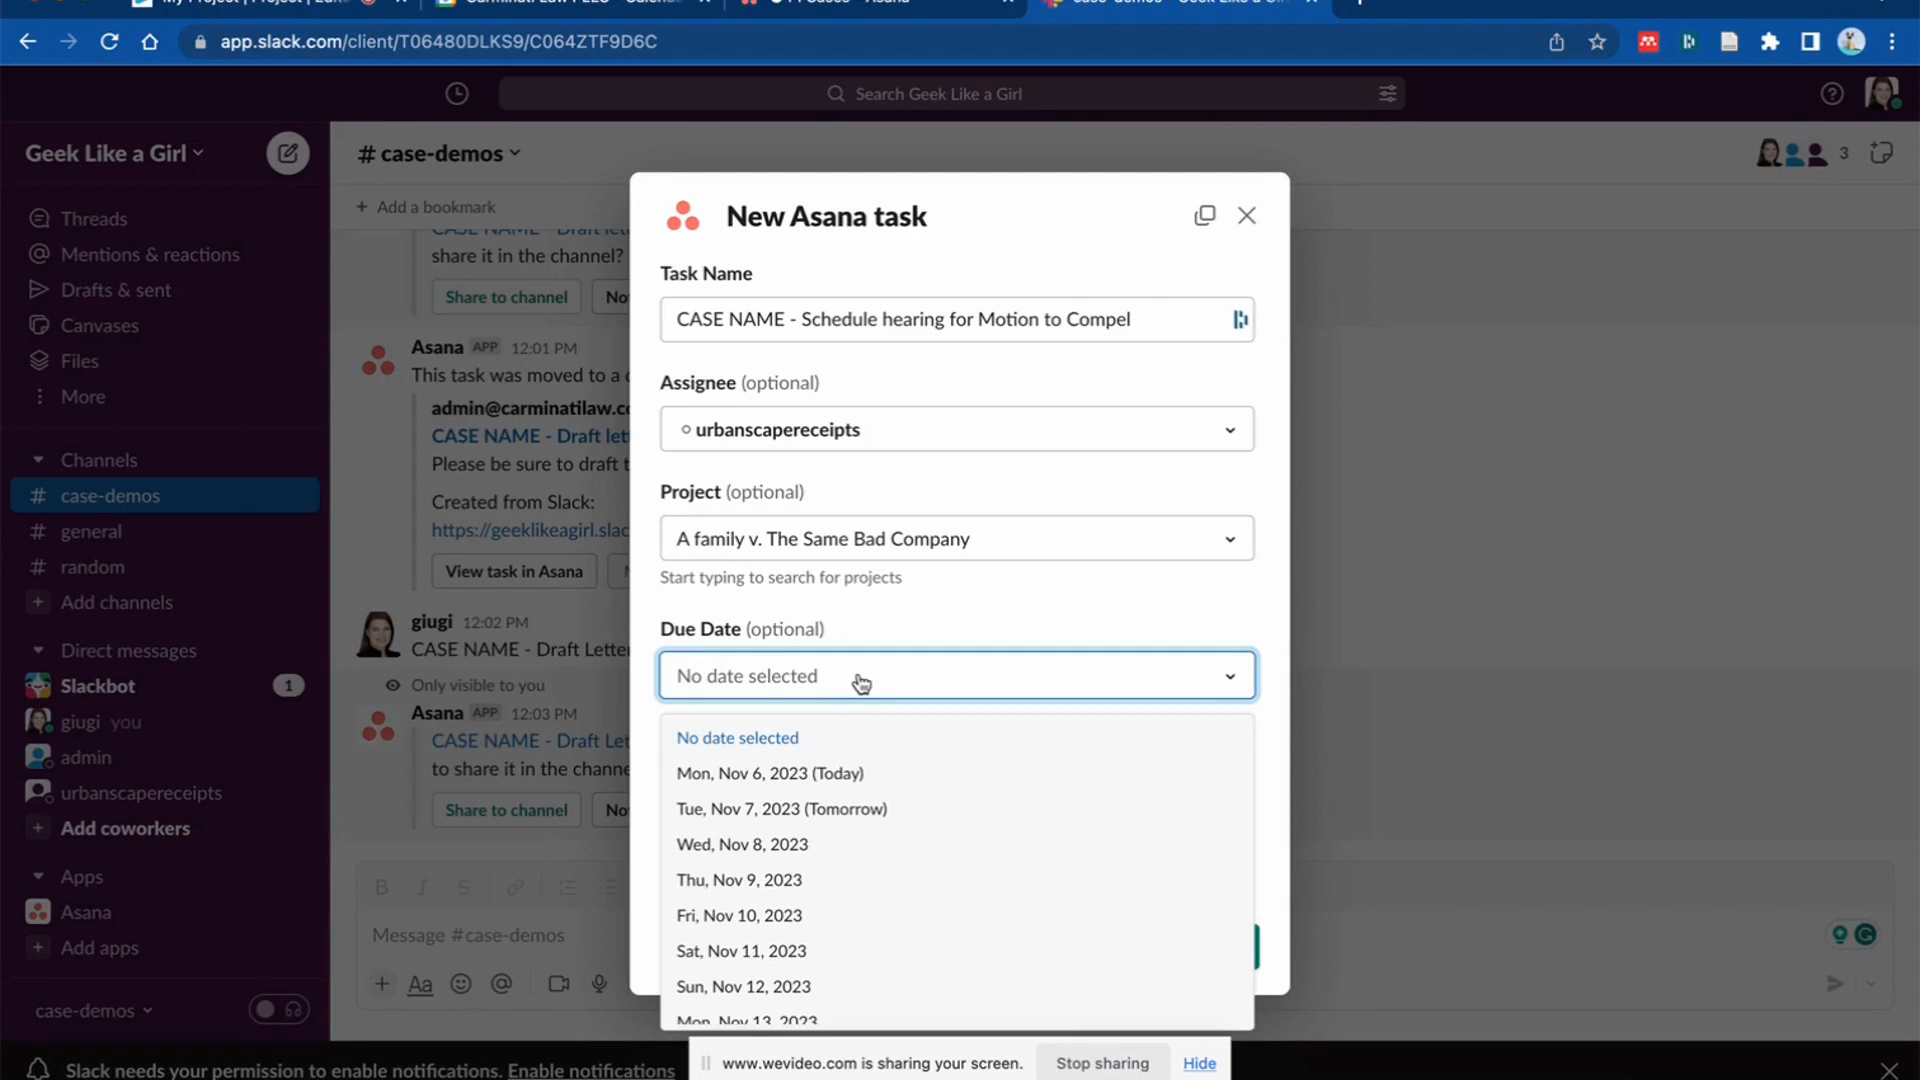 app.slack.com/client/T06480DLKS9/C064ZTF9D6C
Search Geek Like a Girl
Geek Like a Girl
# case-demos
3
Add a bookmark
Threads
Mentions & reactions
Drafts & sent
Canvases
Files
More
Channels
# case-demos
# general
# random
+ Add channels
Direct messages
Slackbot 1
giugi you
admin
urbanscapereceipts
+ Add coworkers
Apps
Asana
+ Add apps
case-demos
share it in the channel?
Share to channel
Asana APP 12:01 PM
This task was moved to a
admin@carminatilaw.co
CASE NAME - Draft let
Please be sure to draft t
Created from Slack:
https://geeklikeagirl.slac
View task in Asana
giugi 12:02 PM
CASE NAME - Draft Letter
Only visible to you
Asana APP 12:03 PM
CASE NAME - Draft Let
to share it in the channe
Share to channel
Message #case-demos
New Asana task
Task Name
CASE NAME - Schedule hearing for Motion to Compel
Assignee (optional)
urbanscapereceipts
Project (optional)
A family v. The Same Bad Company
Start typing to search for projects
Due Date (optional)
No date selected
No date selected
Mon, Nov 6, 2023 (Today)
Tue, Nov 7, 2023 (Tomorrow)
Wed, Nov 8, 2023
Thu, Nov 9, 2023
Fri, Nov 10, 2023
Sat, Nov 11, 2023
Sun, Nov 12, 2023
Mon, Nov 13, 2023
www.wevideo.com is sharing your screen. Stop sharing Hide
Slack needs your permission to enable notifications. Enable notifications